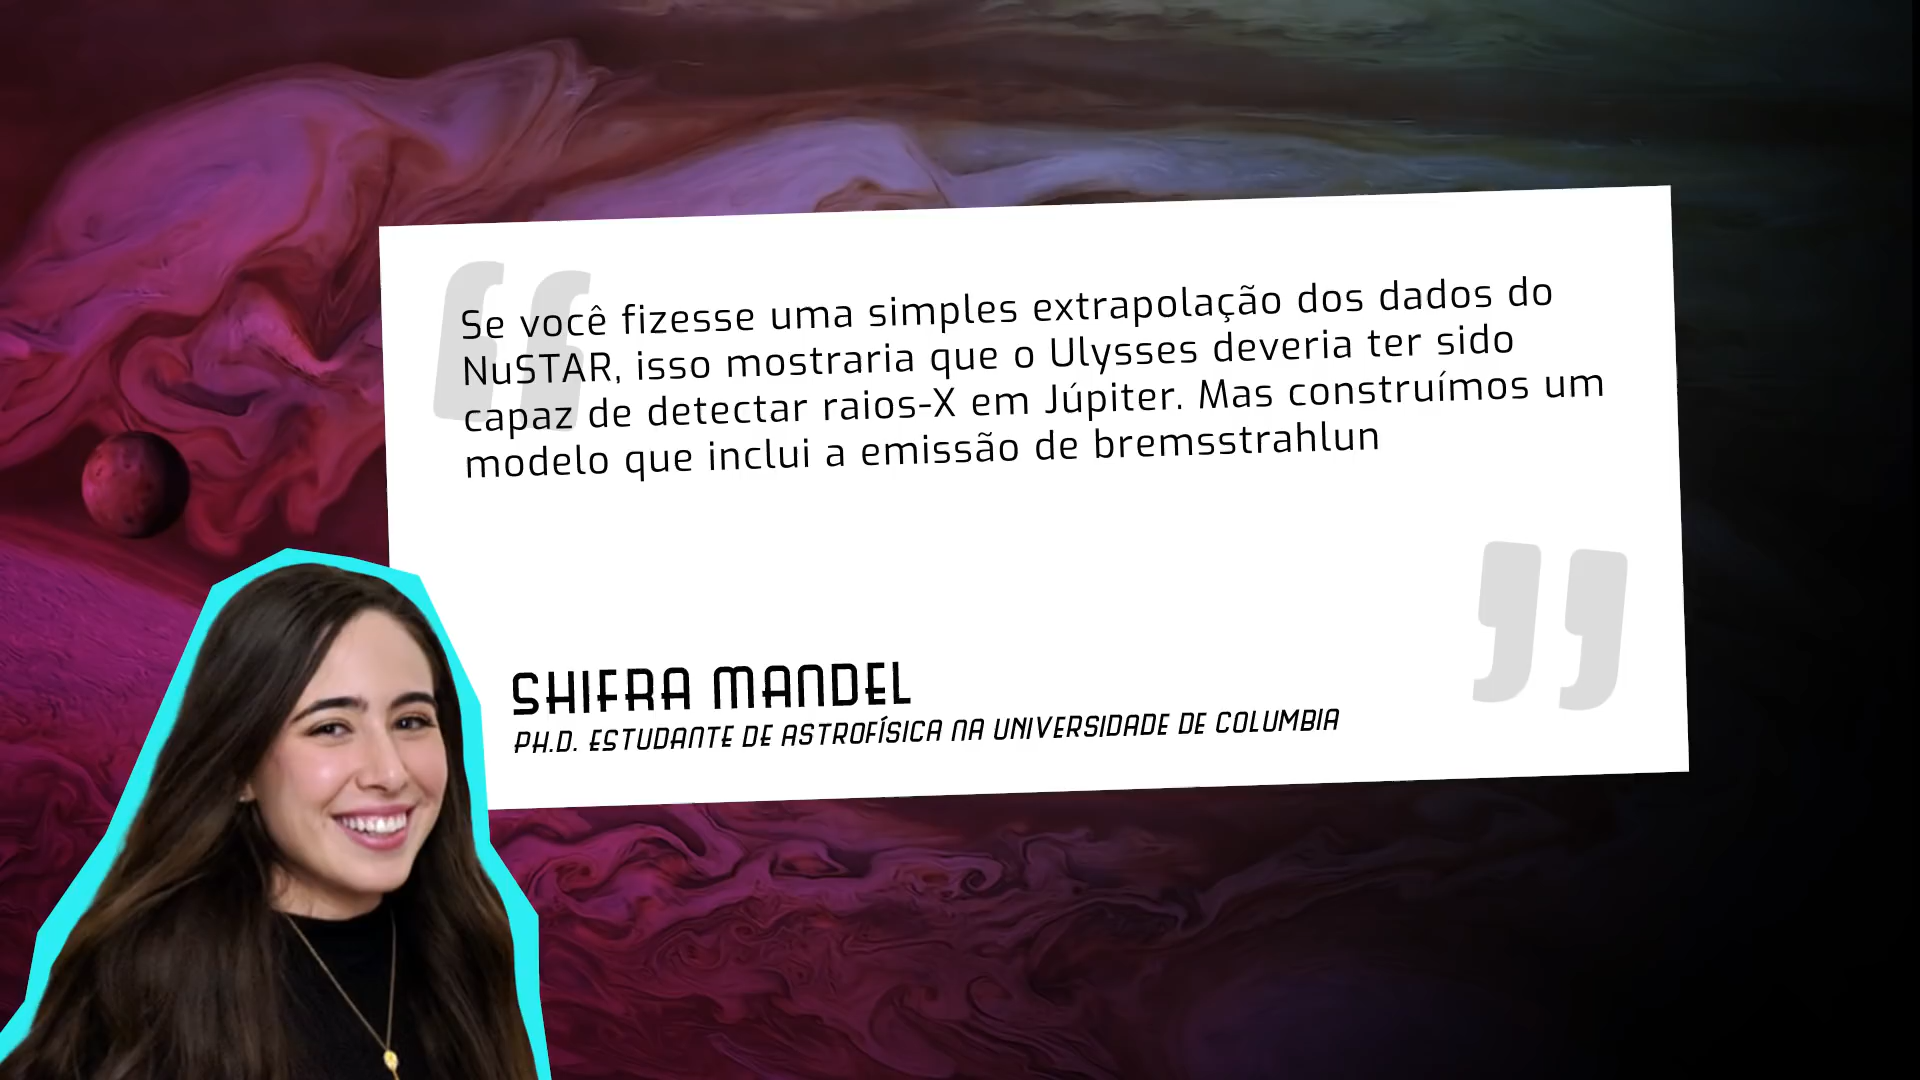 Se você fizesse uma simples extrapolação dos dados do
NuSTAR, isso mostraria que o Ulysses deveria ter sido
capaz de detectar raios-X em Júpiter. Mas construímos um
modelo que inclui a emissão de bremsstrahlun
SHIFRA MANDEL
PH.D. ESTUDANTE DE ASTROFÍSICA NA UNIVERSIDADE DE COLUMBIA